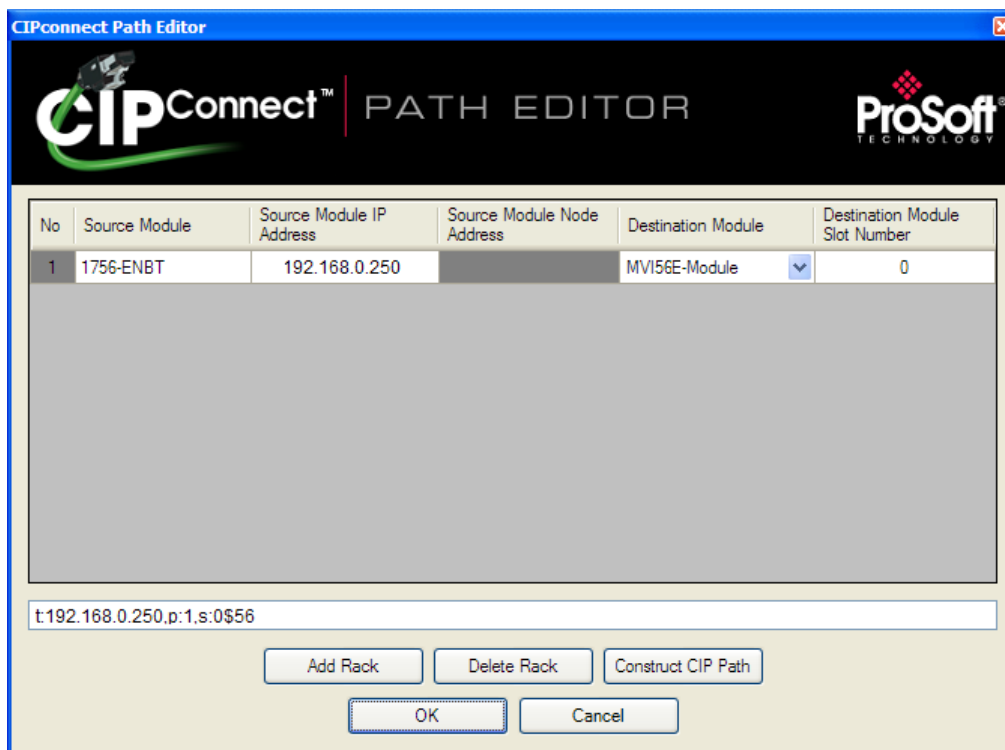 CIPconnect Path Editor
CIPConnect™ PATH EDITOR
ProSoft®
TECHNOLOGY
No Source Module Source Module IP Address Source Module Node Address Destination Module Destination Module Slot Number
1 1756-ENBT 192.168.0.250 MVI56E-Module 0
t:192.168.0.250,p:1,s:0$56
Add Rack Delete Rack Construct CIP Path
OK Cancel